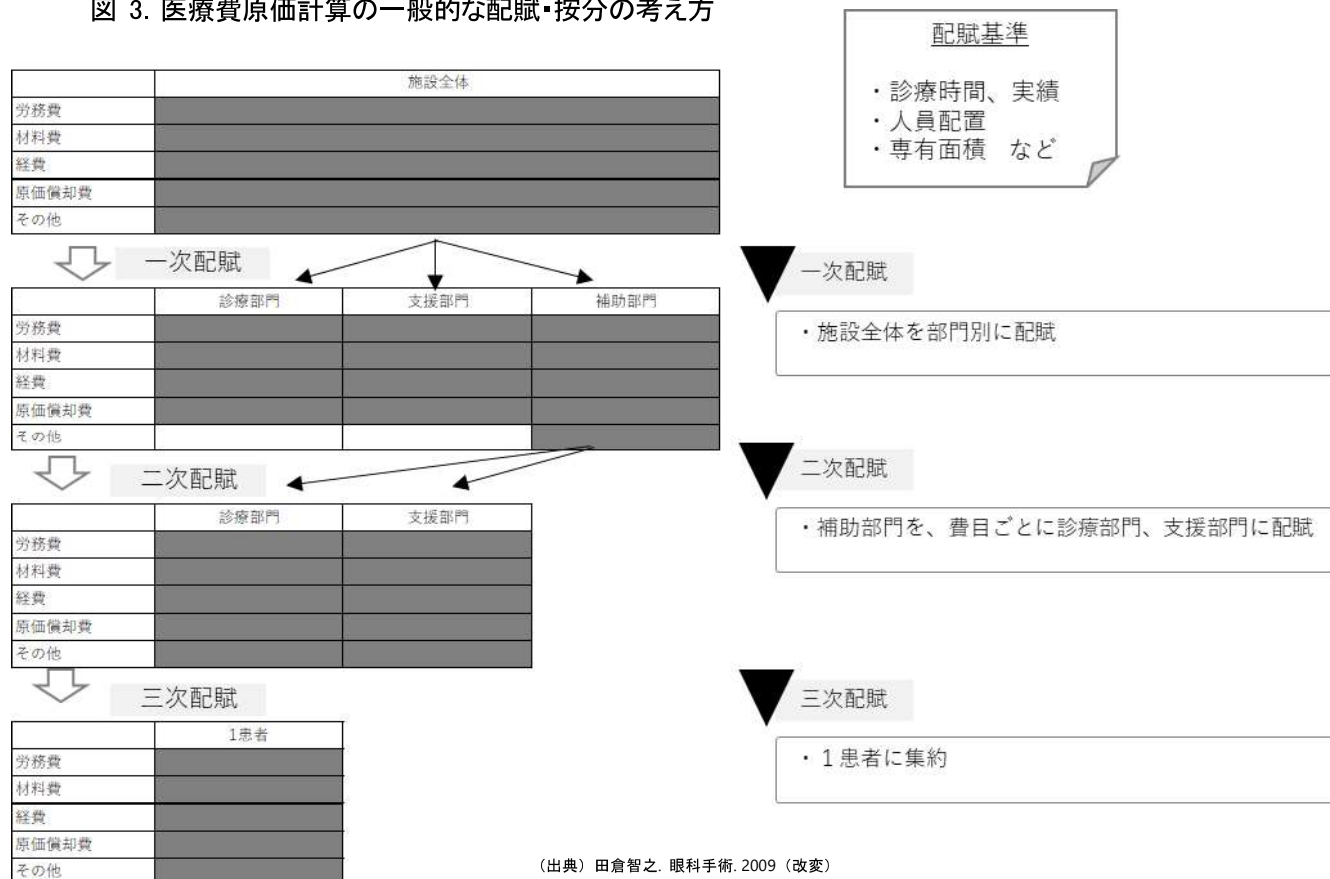 図 3. 医療費原価計算の一般的な配賦・按分の考え方
配賦基準
・診療時間、実績
・人員配置
・専有面積 など
施設全体
労務費
材料費
経費
原価償却費
その他
一次配賦
診療部門 支援部門 補助部門
労務費
材料費
経費
原価償却費
その他
二次配賦
診療部門 支援部門
労務費
材料費
経費
原価償却費
その他
三次配賦
1患者
労務費
材料費
経費
原価償却費
その他
一次配賦
・施設全体を部門別に配賦
二次配賦
・補助部門を、費目ごとに診療部門、支援部門に配賦
三次配賦
・１患者に集約
（出典）田倉智之. 眼科手術. 2009（改変）